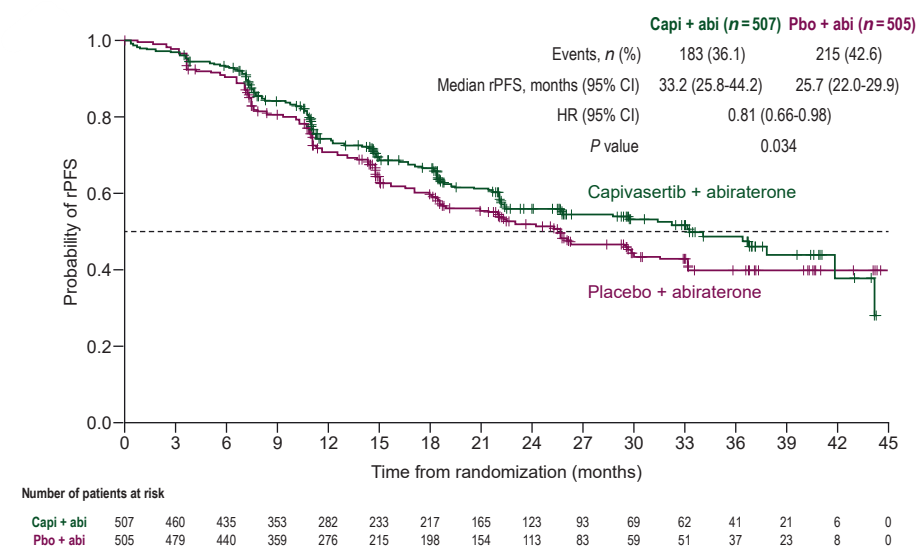 Capi + abi (n=507) Pbo + abi (n=505)
Events, n (%) 183 (36.1) 215 (42.6)
Median rPFS, months (95% CI) 33.2 (25.8-44.2) 25.7 (22.0-29.9)
HR (95% CI) 0.81 (0.66-0.98)
P value 0.034
1.0
0.8
0.6
0.4
0.2
0.0
Probability of rPFS
Capivasertib + abiraterone
Placebo + abiraterone
0 3 6 9 12 15 18 21 24 27 30 33 36 39 42 45
Time from randomization (months)
Number of patients at risk
Capi + abi 507 460 435 353 282 233 217 165 123 93 69 62 41 21 6 0
Pbo + abi 505 479 440 359 276 215 198 154 113 83 59 51 37 23 8 0